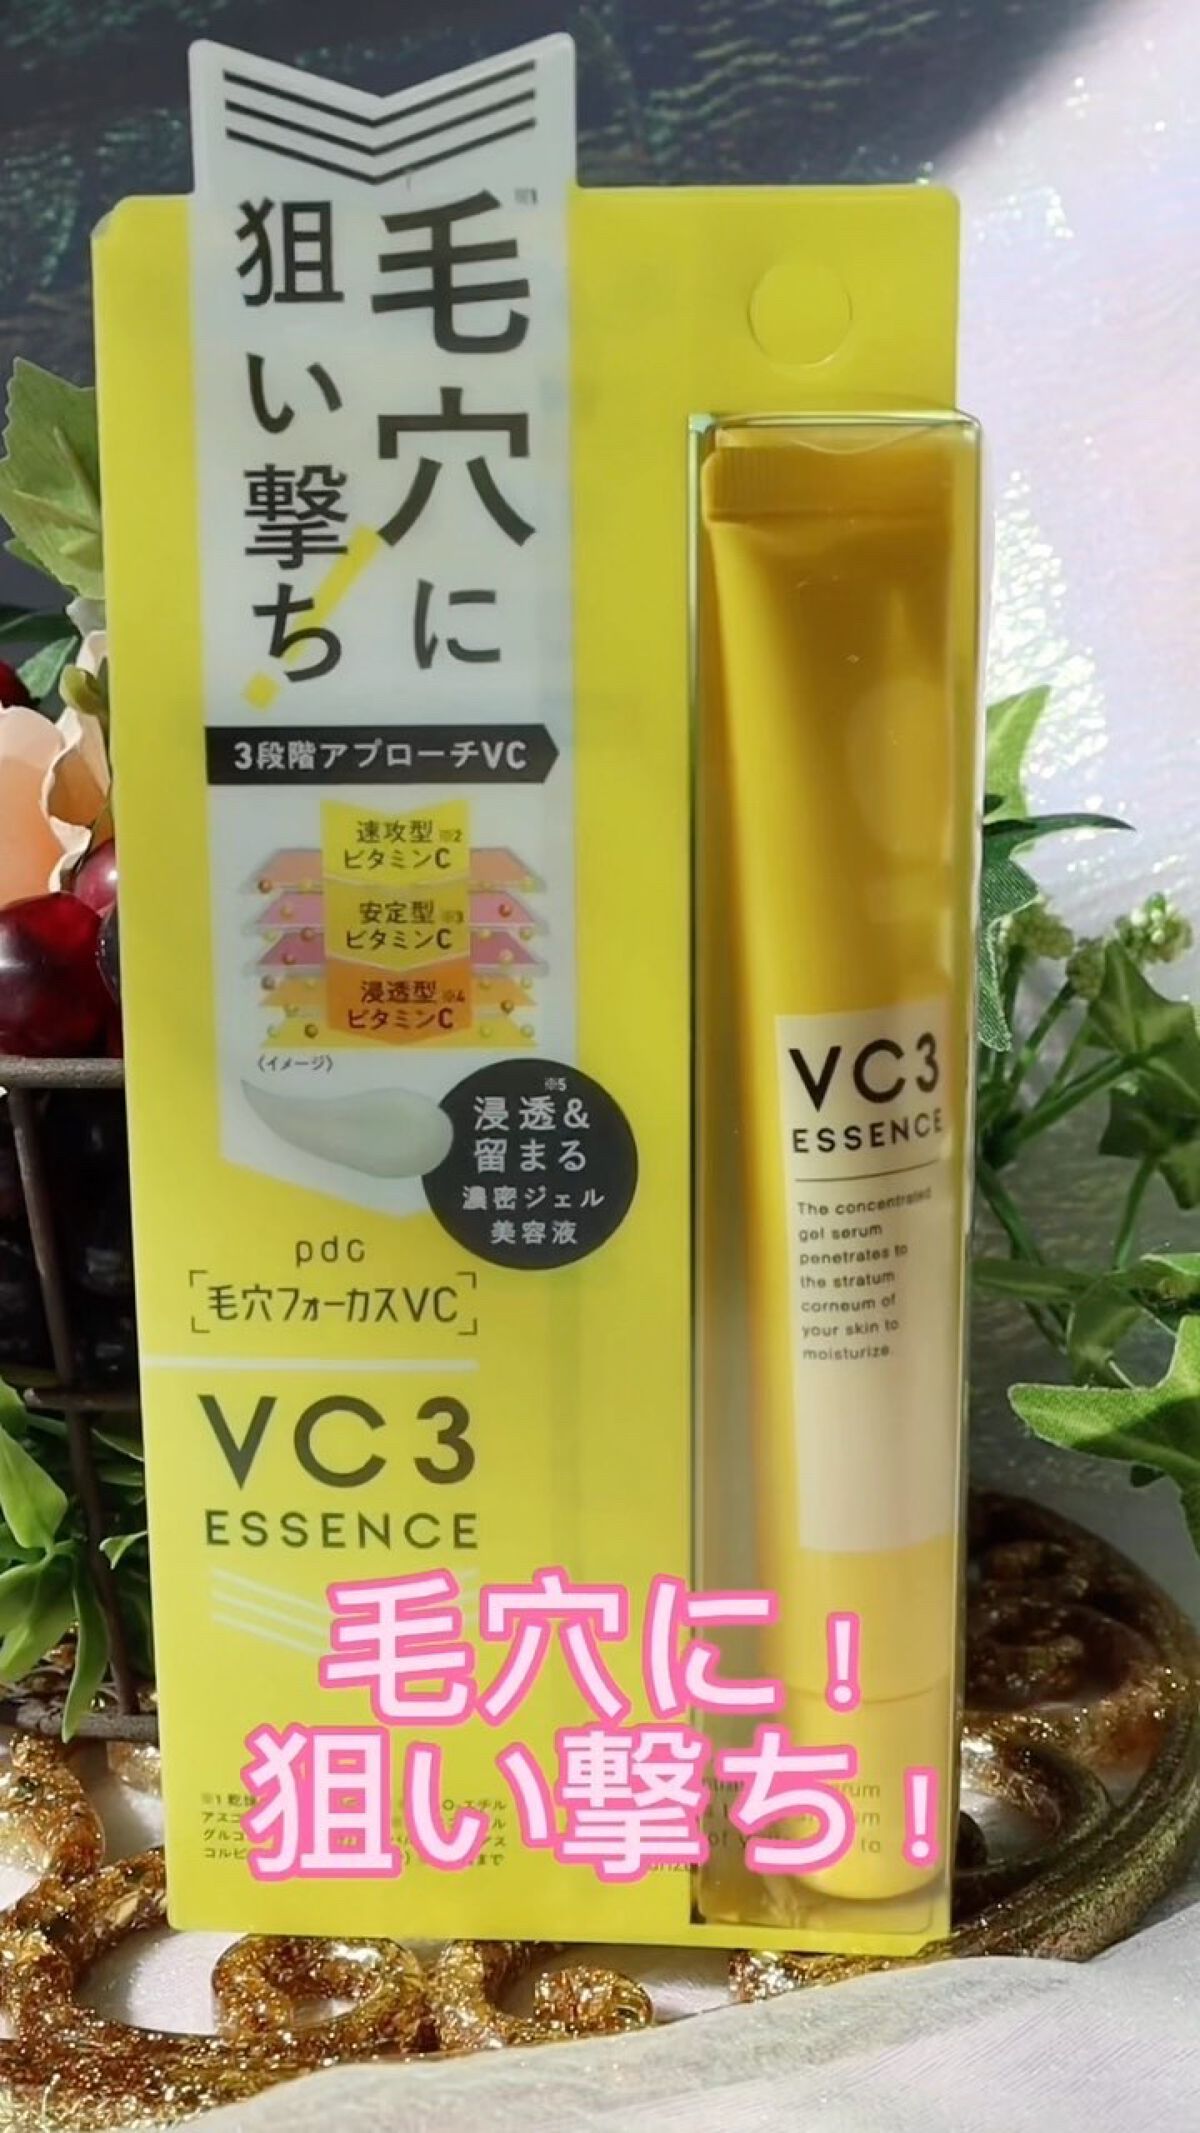 毛穴に※1
狙い撃ち!
3段階アプローチVC
速攻型※2
ビタミンC
安定型※3
ビタミンC
浸透型※4
ビタミンC
〈イメージ〉
※5
浸透&
留まる
濃密ジェル
美容液
pdc
毛穴フォーカスVC
VC3
ESSENCE
VC3
ESSENCE
The concentrated
gel serum
penetrates to
the stratum
corneum of
your skin to
moisturize.
毛穴に!
狙い撃ち!